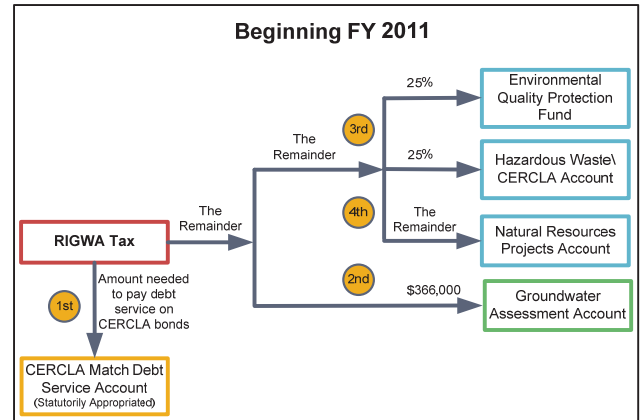 Beginning FY 2011
25%
Environmental
Quality Protection
Fund
3rd
The
Remainder
25%
Hazardous Waste\
CERCLA Account
The
Remainder
4th
The
Remainder
Natural Resources
Projects Account
RIGWA Tax
2nd
$366,000
Groundwater
Assessment Account
1st
Amount needed
to pay debt
service on
CERCLA bonds
CERCLA Match Debt
Service Account
(Statutorily Appropriated)